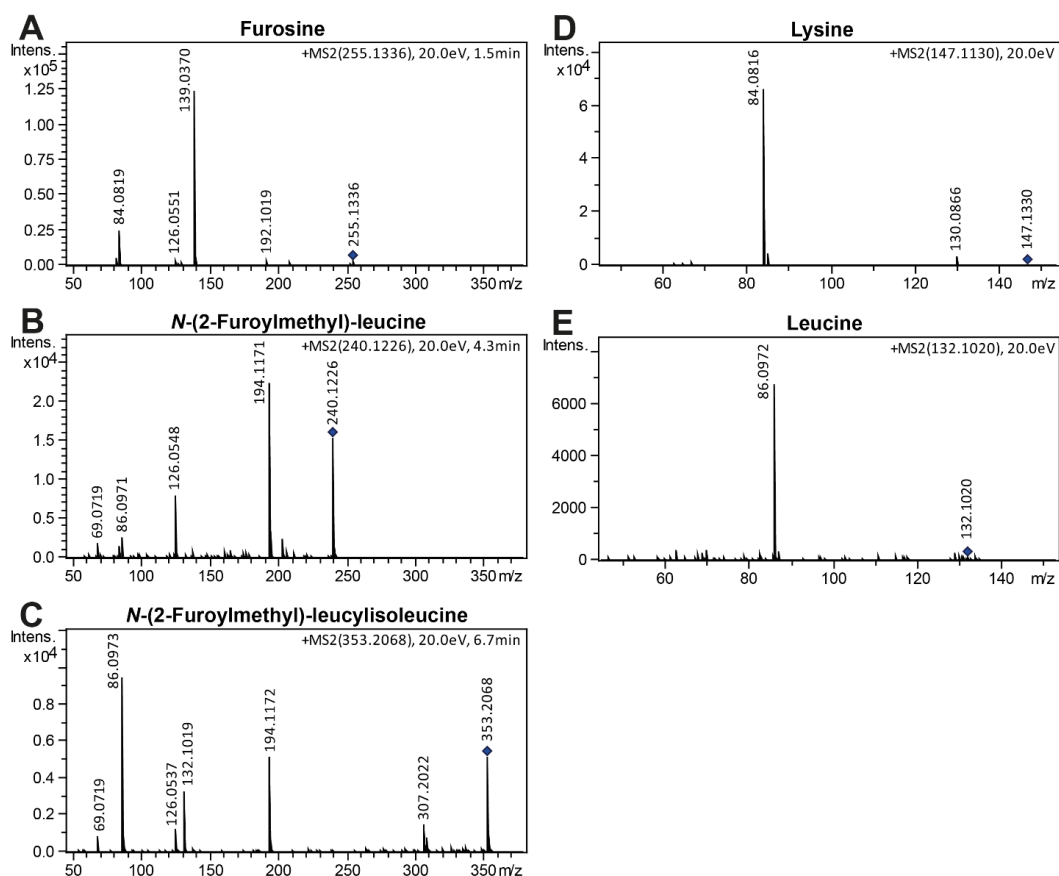 A
Furosine
Intens.
x10⁵
+MS2(255.1336), 20.0eV, 1.5min
1.25
1.00
0.75
0.50
0.25
0.00
84.0819
126.0551
139.0370
192.1019
255.1336
50 100 150 200 250 300 350 m/z
B
N-(2-Furoylmethyl)-leucine
Intens.
x10⁴
+MS2(240.1226), 20.0eV, 4.3min
2.0
1.5
1.0
0.5
0.0
69.0719
86.0971
126.0548
194.1171
240.1226
50 100 150 200 250 300 350 m/z
C
N-(2-Furoylmethyl)-leucylisoleucine
Intens.
x10⁴
+MS2(353.2068), 20.0eV, 6.7min
0.8
0.6
0.4
0.2
0.0
69.0719
86.0973
126.0537
132.1019
194.1172
307.2022
353.2068
50 100 150 200 250 300 350 m/z
D
Lysine
Intens.
x10⁴
+MS2(147.1130), 20.0eV
6
4
2
0
84.0816
130.0866
147.1330
60 80 100 120 140 m/z
E
Leucine
Intens.
+MS2(132.1020), 20.0eV
6000
4000
2000
0
86.0972
132.1020
60 80 100 120 140 m/z